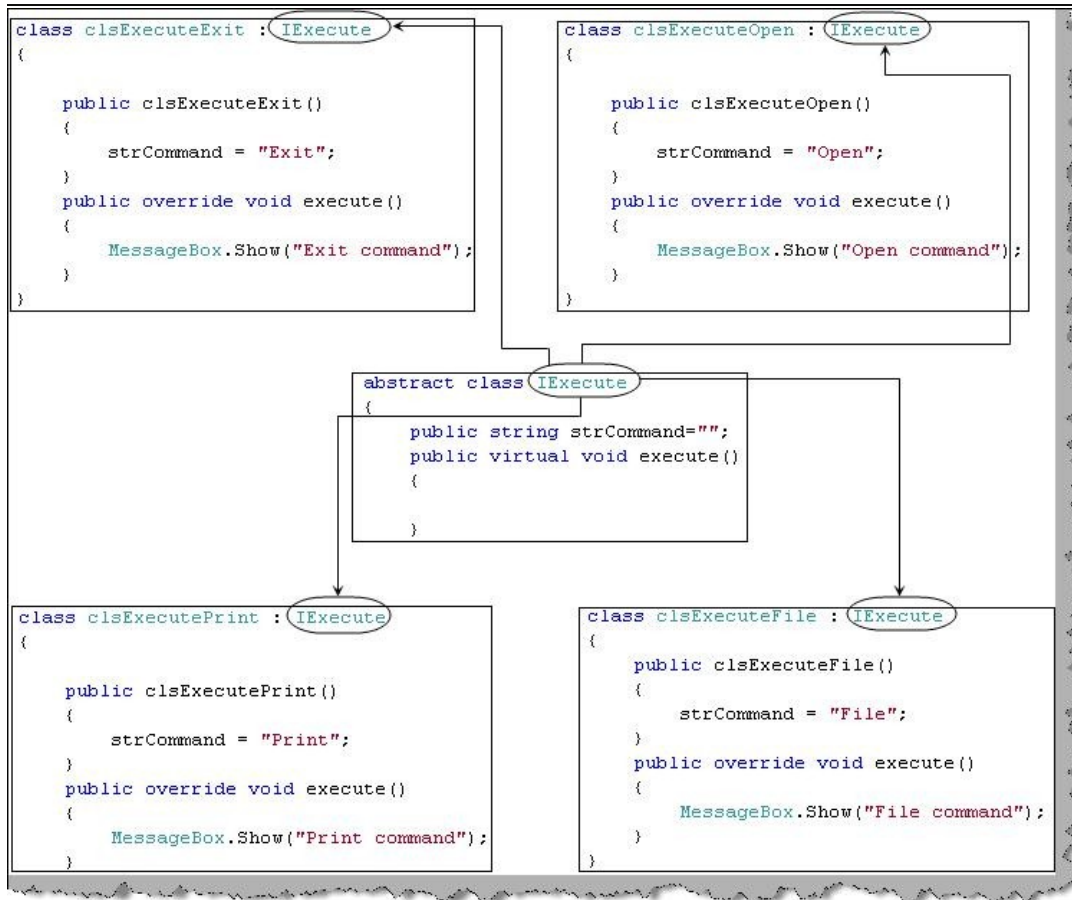 class clsExecuteExit : IExecute
{
public clsExecuteExit()
{
strCommand = "Exit";
}
public override void execute()
{
MessageBox.Show("Exit command");
}
}
class clsExecuteOpen : IExecute
{
public clsExecuteOpen()
{
strCommand = "Open";
}
public override void execute()
{
MessageBox.Show("Open command");
}
}
abstract class IExecute
{
public string strCommand="";
public virtual void execute()
{
}
class clsExecutePrint : IExecute
{
public clsExecutePrint()
{
strCommand = "Print";
}
public override void execute()
{
MessageBox.Show("Print command");
}
class clsExecuteFile : IExecute
{
public clsExecuteFile()
{
strCommand = "File";
}
public override void execute()
{
MessageBox.Show("File command");
}
}